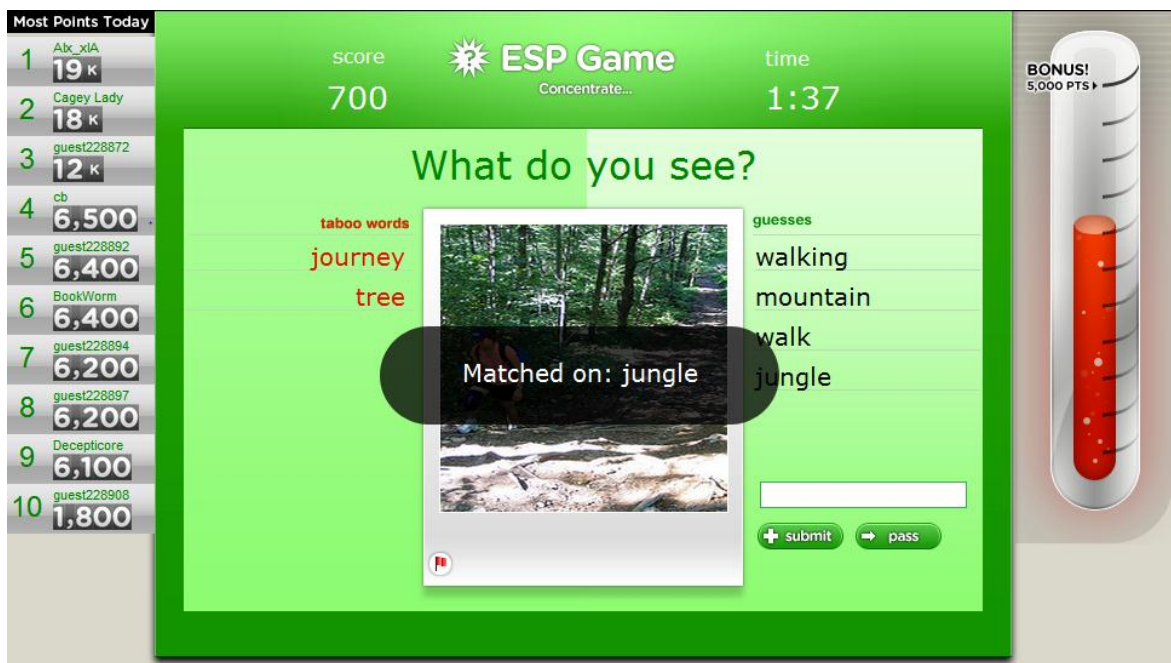 Most Points Today
1 Alx_xlA
19 K
2 Cagey Lady
18 K
3 guest228872
12 K
4 cb
6,500
5 guest228892
6,400
6 BookWorm
6,400
7 guest228894
6,200
8 guest228897
6,200
9 Decepticore
6,100
10 guest228908
1,800
score
700
ESP Game
Concentrate...
time
1:37
What do you see?
taboo words
journey
tree
Matched on: jungle
guesses
walking
mountain
walk
jungle
submit
pass
BONUS!
5,000 PTS